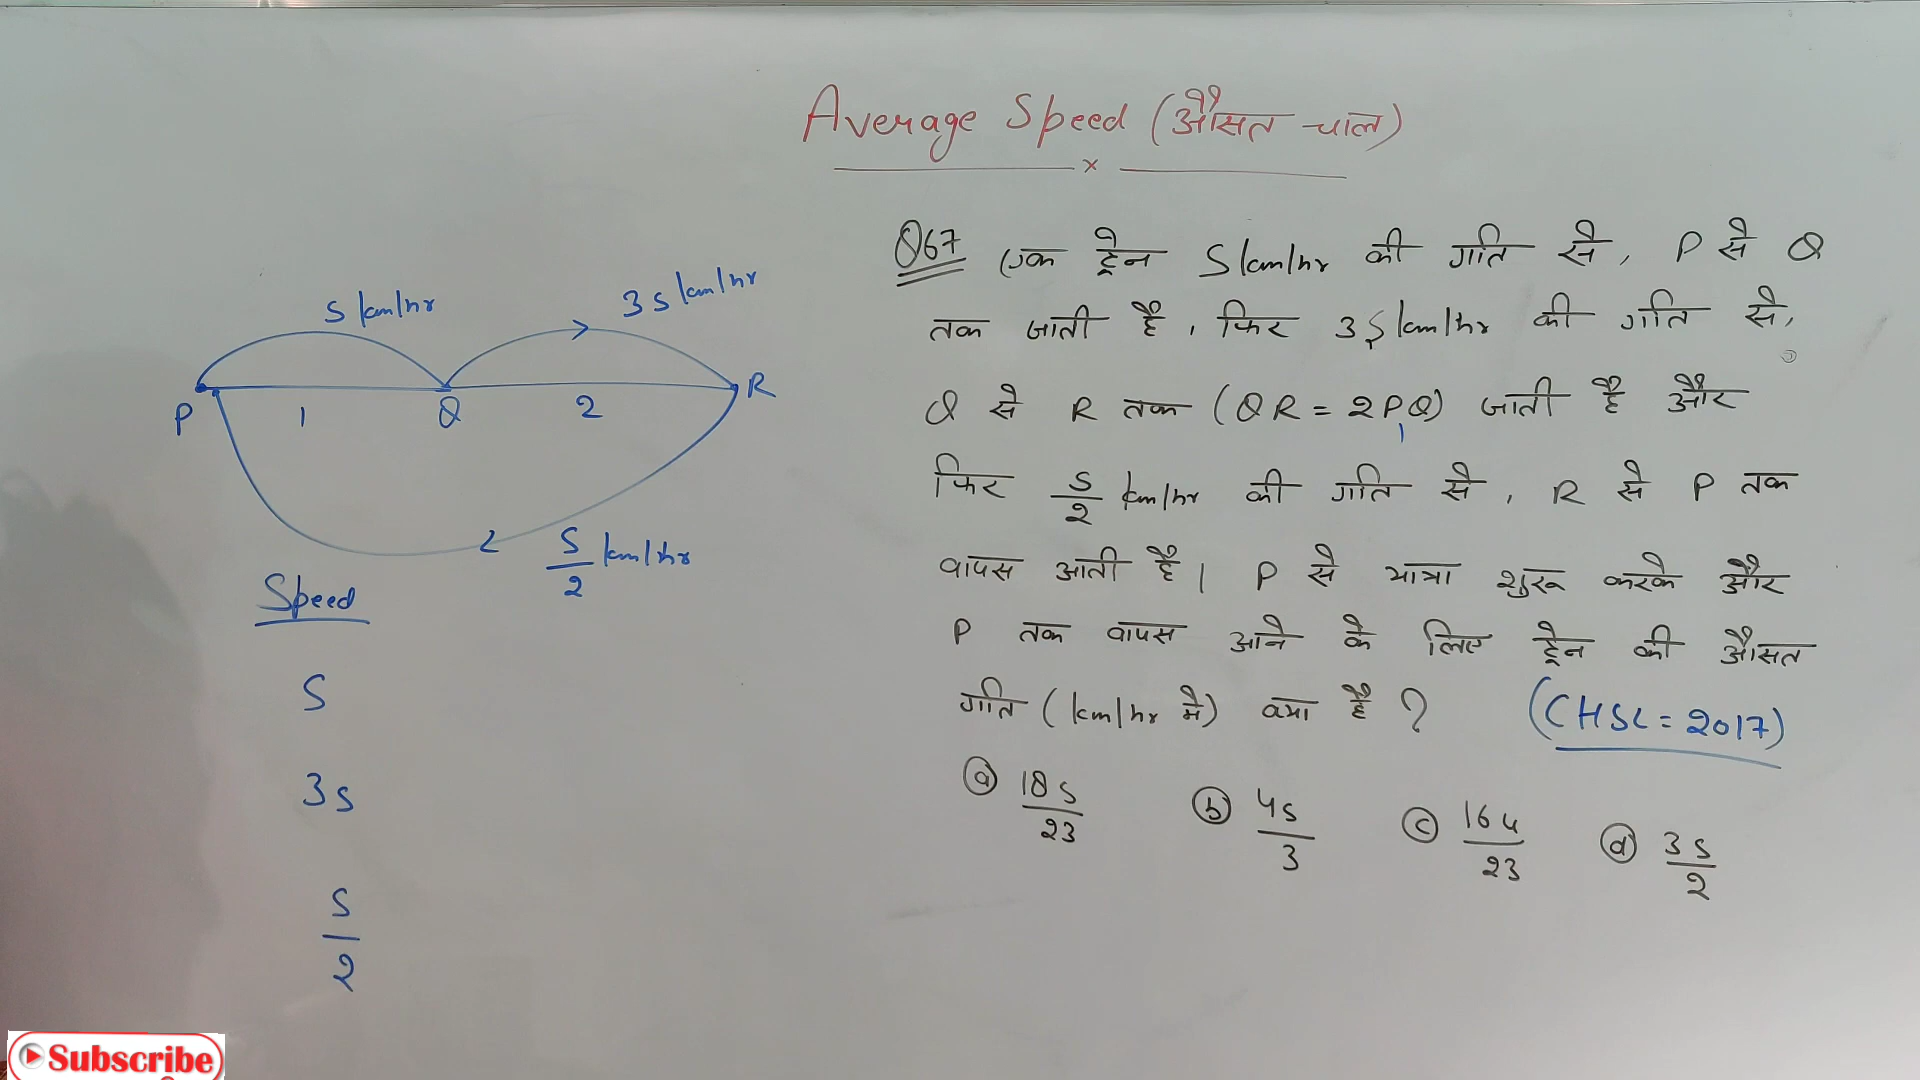 Average Speed (औसत चाल)
Q67 एक ट्रेन S km/hr की गति से, P से Q
तक जाती है, फिर 3S km/hr की गति से,
Q से R तक (QR = 2PQ) जाती है और
1
फिर S/2 km/hr की गति से, R से P तक
वापस आती है। P से यात्रा शुरू करके और
P तक वापस आने के लिए ट्रेन की औसत
गति (km/hr मे) क्या है ?
(CHSL = 2017)
(a) 18S/23 (b) 4S/3 (c) 16u/23 (d) 3S/2
S km/hr
3S km/hr
P 1 Q 2 R
S/2 km/hr
Speed
S
3S
S/2
Subscribe